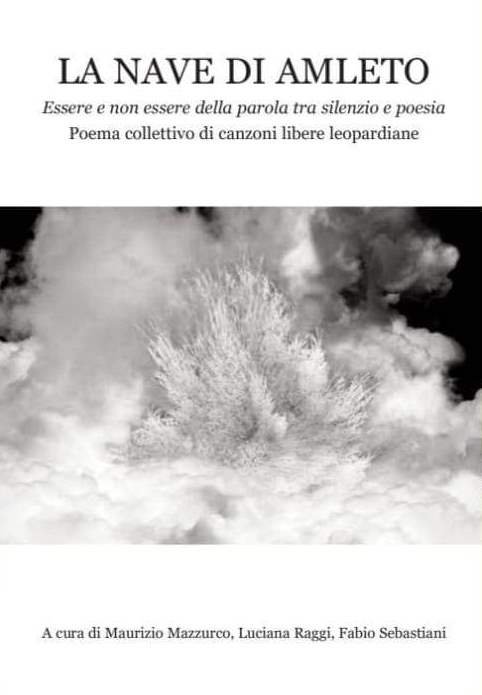 LA NAVE DI AMLETO
Essere e non essere della parola tra silenzio e poesia
Poema collettivo di canzoni libere leopardiane
A cura di Maurizio Mazzurco, Luciana Raggi, Fabio Sebastiani